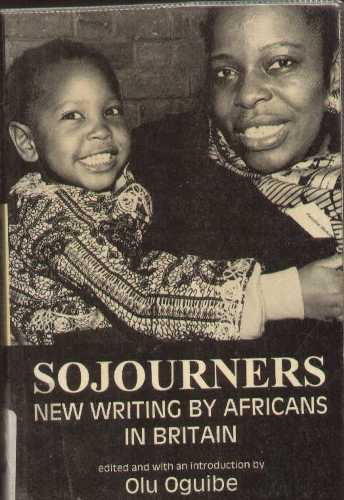 SOJOURNERS
NEW WRITING BY AFRICANS
IN BRITAIN
edited and with an introduction by
Olu Oguibe